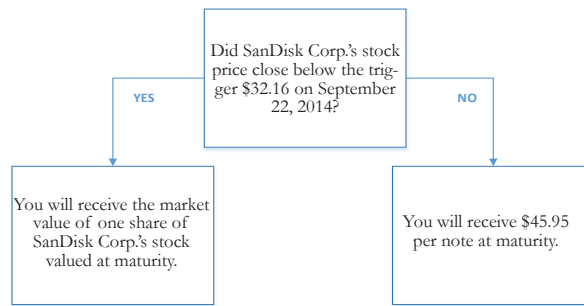 Did SanDisk Corp.'s stock
price close below the trig-
ger $32.16 on September
22, 2014?
YES
NO
You will receive the market
value of one share of
SanDisk Corp.'s stock
valued at maturity.
You will receive $45.95
per note at maturity.